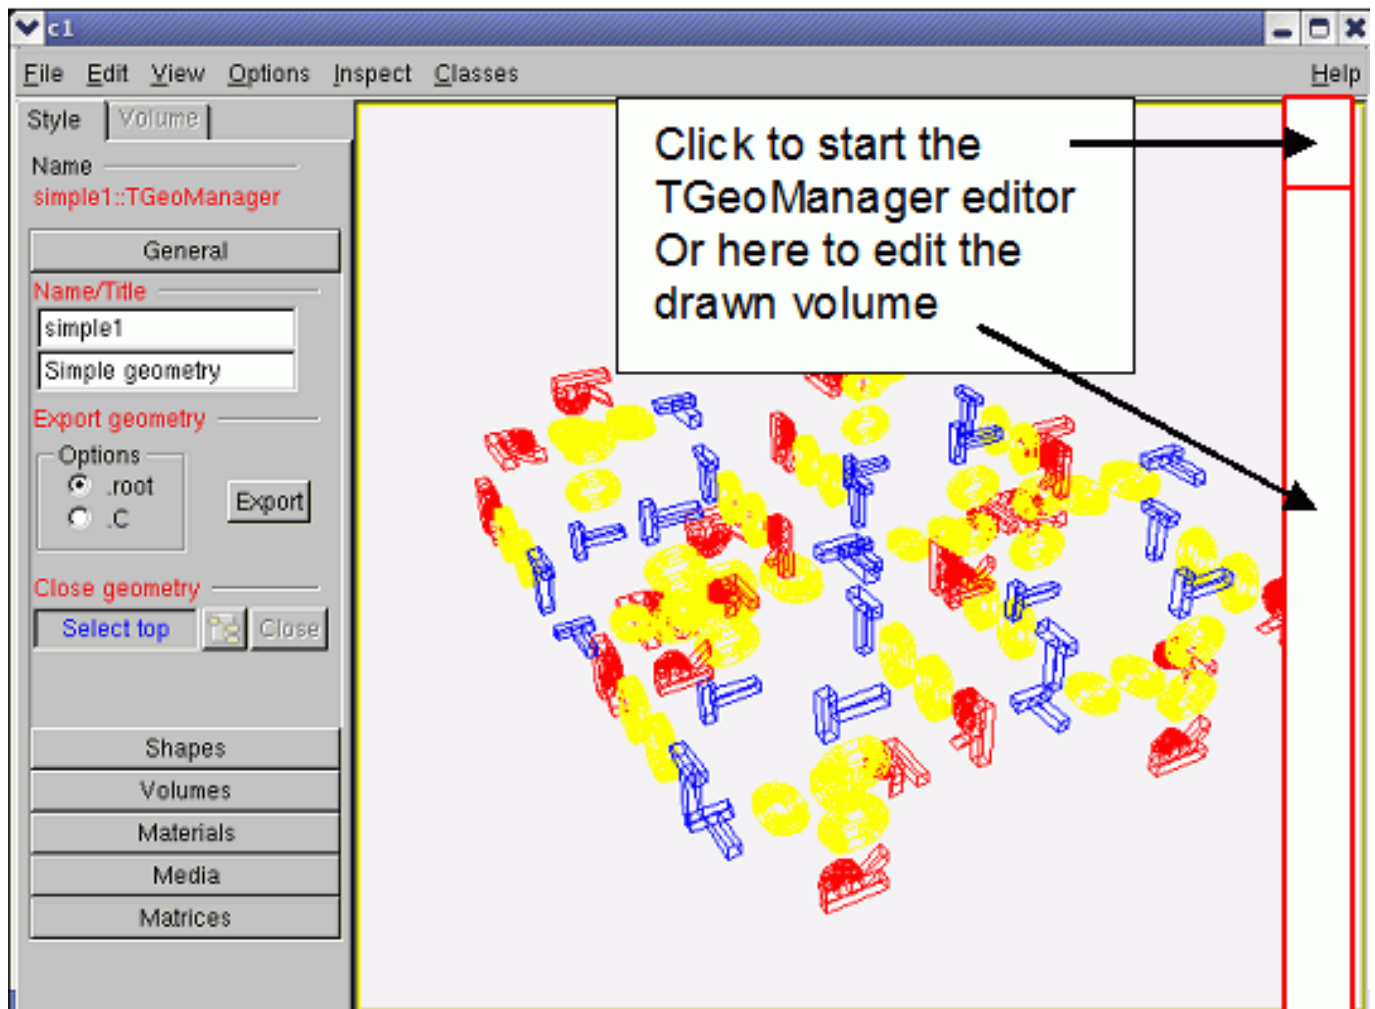 c1
File Edit View Options Inspect Classes Help
Style Volume
Name
simple1::TGeoManager
General
Name/Title
simple1
Simple geometry
Export geometry
Options
.root
.C
Export
Close geometry
Select top Close
Shapes
Volumes
Materials
Media
Matrices
Click to start the
TGeoManager editor
Or here to edit the
drawn volume